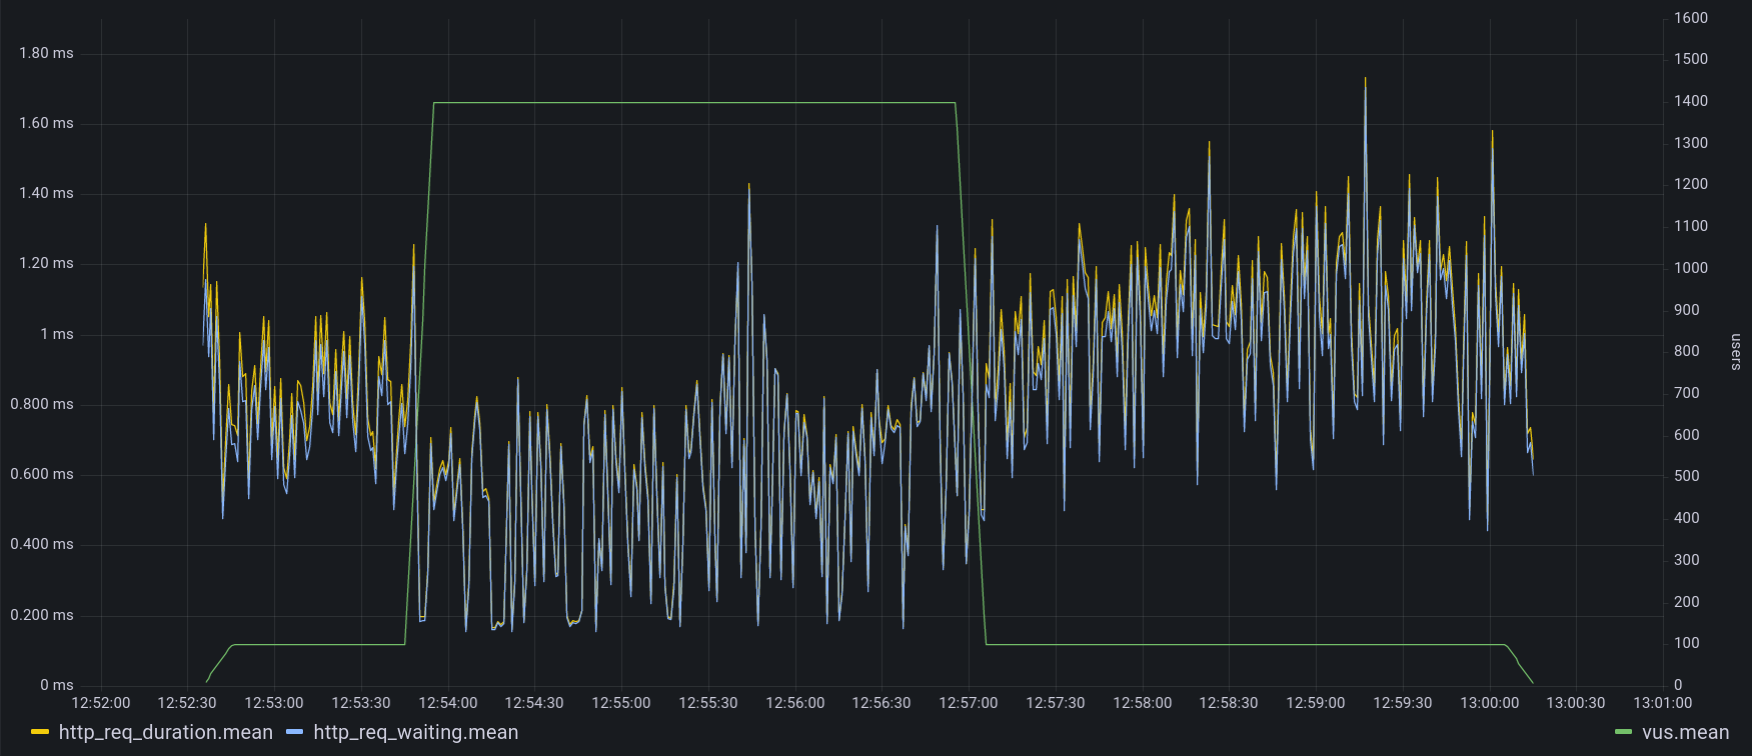 1.80 ms
1.60 ms
1.40 ms
1.20 ms
1 ms
0.800 ms
0.600 ms
0.400 ms
0.200 ms
0 ms
1600
1500
1400
1300
1200
1100
1000
900
800
700
600
500
400
300
200
100
0
users
12:52:00 12:52:30 12:53:00 12:53:30 12:54:00 12:54:30 12:55:00 12:55:30 12:56:00 12:56:30 12:57:00 12:57:30 12:58:00 12:58:30 12:59:00 12:59:30 13:00:00 13:00:30 13:01:00
http_req_duration.mean http_req_waiting.mean vus.mean